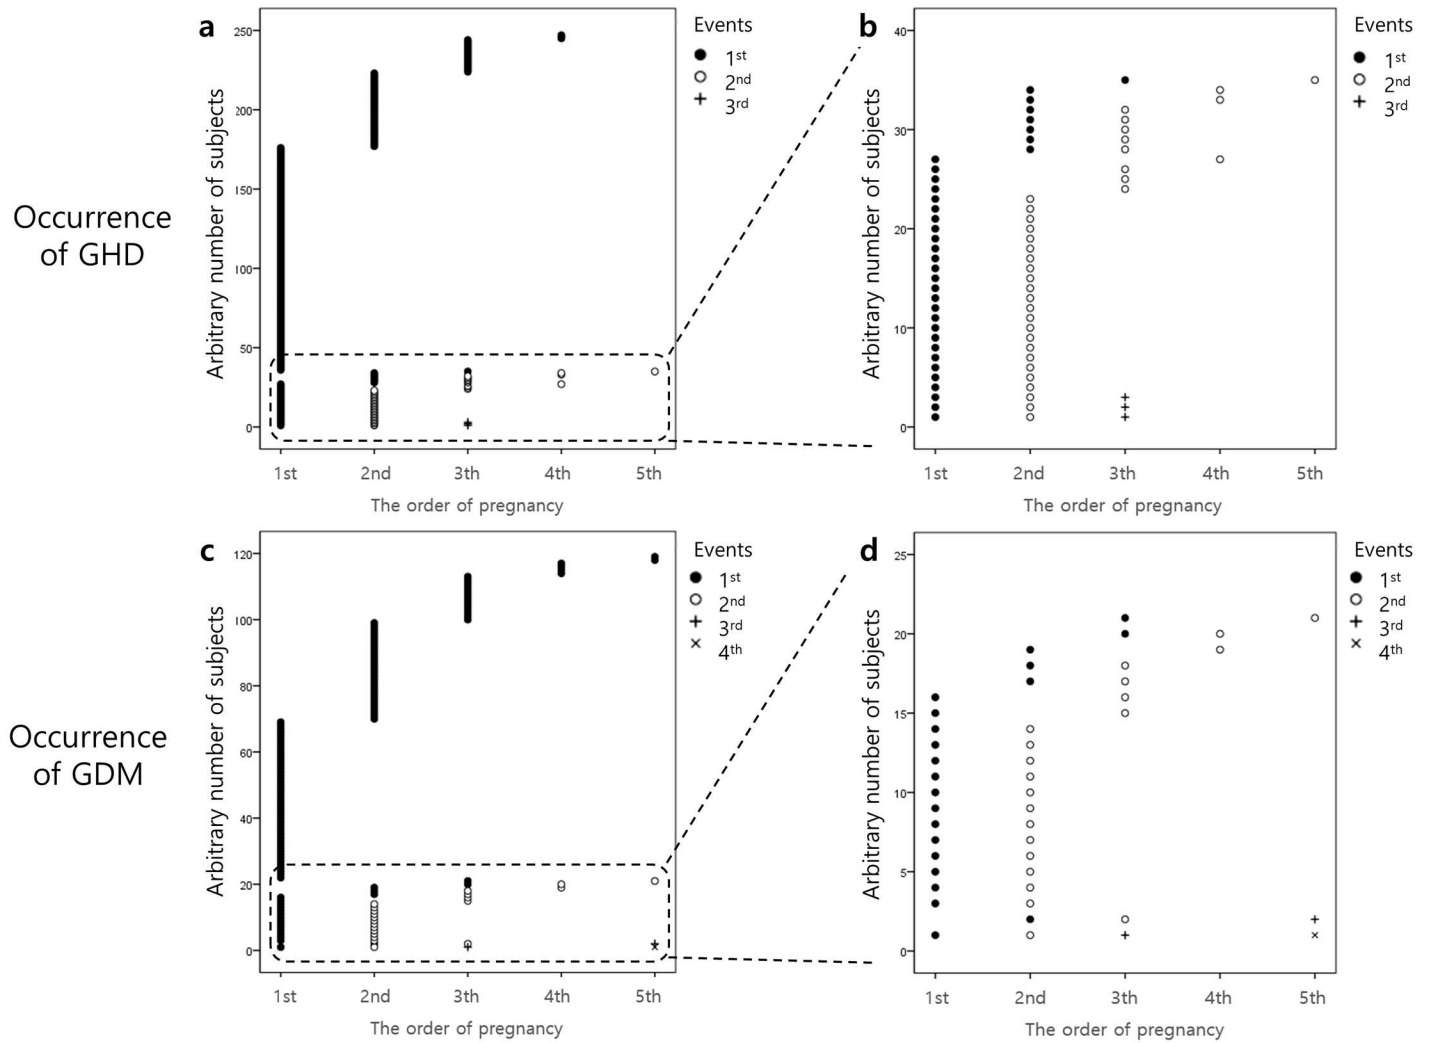 a
Events
1st
2nd
3rd
250
200
150
100
50
0
Arbitrary number of subjects
1st 2nd 3th 4th 5th
The order of pregnancy
Occurrence
of GHD
b
Events
1st
2nd
3rd
40
30
20
10
0
Arbitrary number of subjects
1st 2nd 3th 4th 5th
The order of pregnancy
c
Events
1st
2nd
3rd
4th
120
100
80
60
40
20
0
Arbitrary number of subjects
1st 2nd 3th 4th 5th
The order of pregnancy
Occurrence
of GDM
d
Events
1st
2nd
3rd
4th
25
20
15
10
5
0
Arbitrary number of subjects
1st 2nd 3th 4th 5th
The order of pregnancy